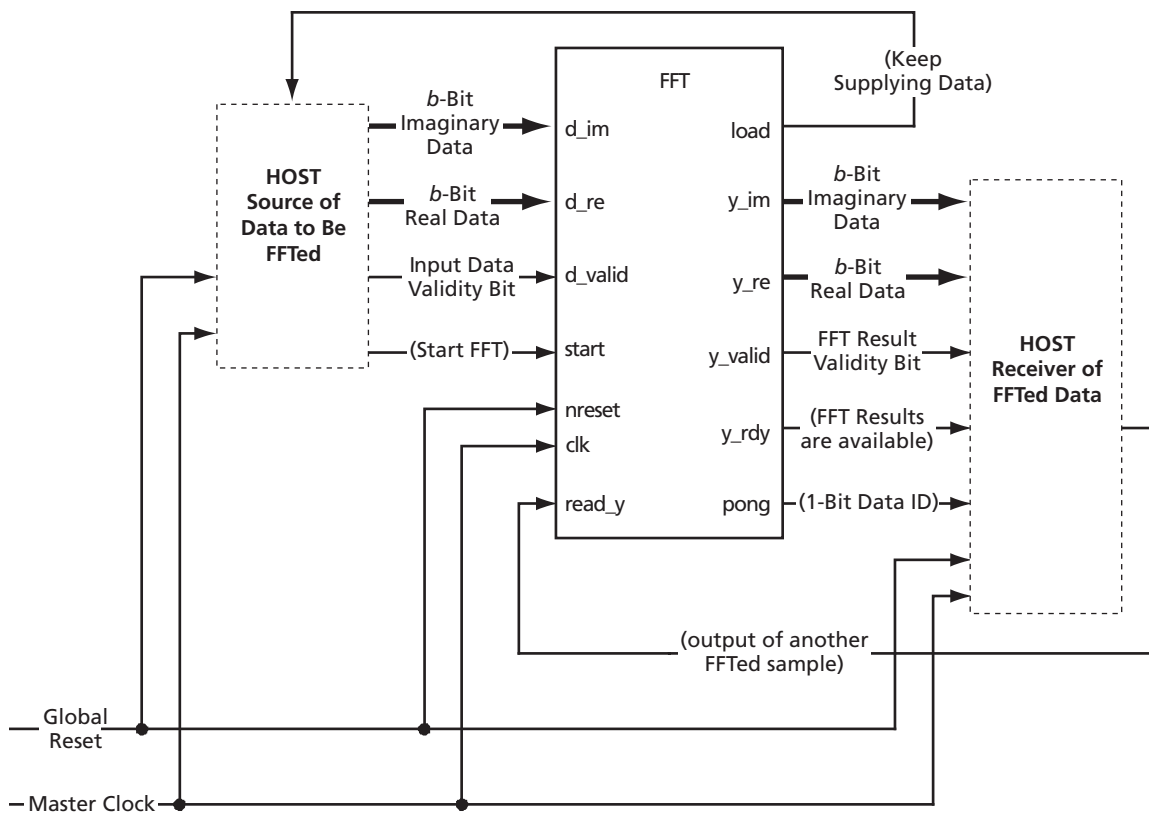 (Keep
Supplying Data)
FFT
b-Bit
Imaginary
Data
d_im
load
HOST
Source of
Data to Be
FFTed
b-Bit
Real Data
d_re
y_im
b-Bit
Imaginary
Data
Input Data
Validity Bit
d_valid
y_re
b-Bit
Real Data
(Start FFT)
start
y_valid
FFT Result
Validity Bit
HOST
Receiver of
FFTed Data
nreset
clk
y_rdy
(FFT Results
are available)
read_y
pong
(1-Bit Data ID)
(output of another
FFTed sample)
Global
Reset
Master Clock